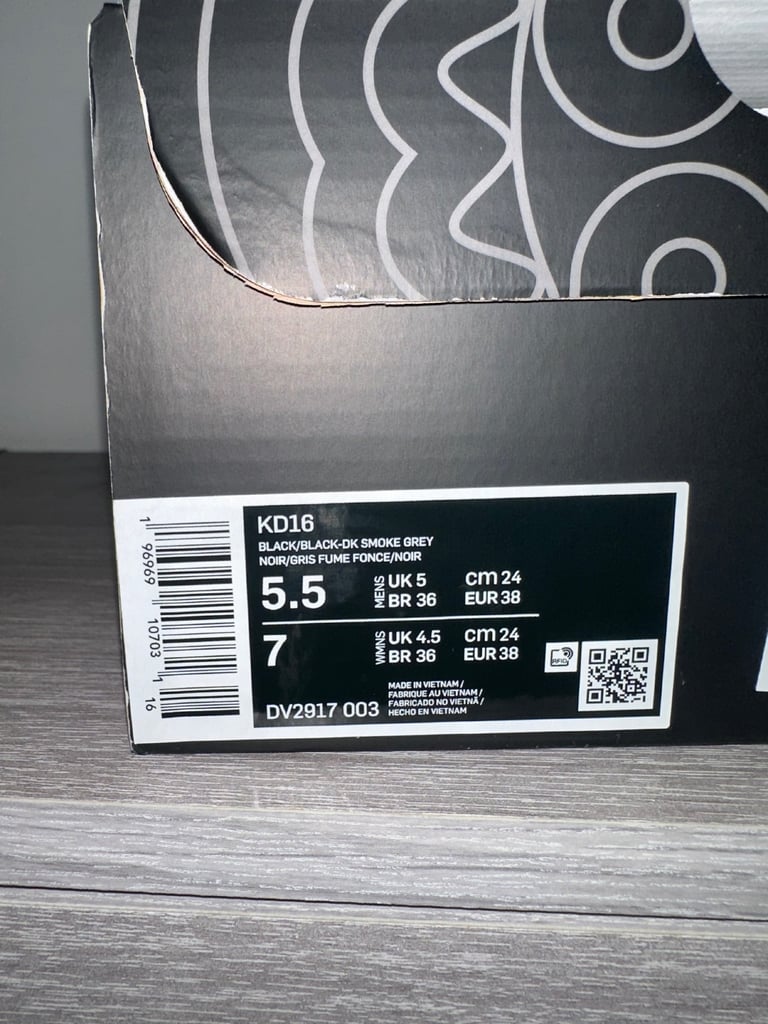 KD16
BLACK/BLACK-DK SMOKE GREY
NOIR/GRIS FUME FONCE/NOIR
5.5 MENS UK 5 cm 24
BR 36 EUR 38
7 WMNS UK 4.5 cm 24
BR 36 EUR 38
RFID
DV2917 003
MADE IN VIETNAM /
FABRIQUE AU VIETNAM /
FABRICADO NO VIETNÃ /
HECHO EN VIETNAM
1 96969 10703 16